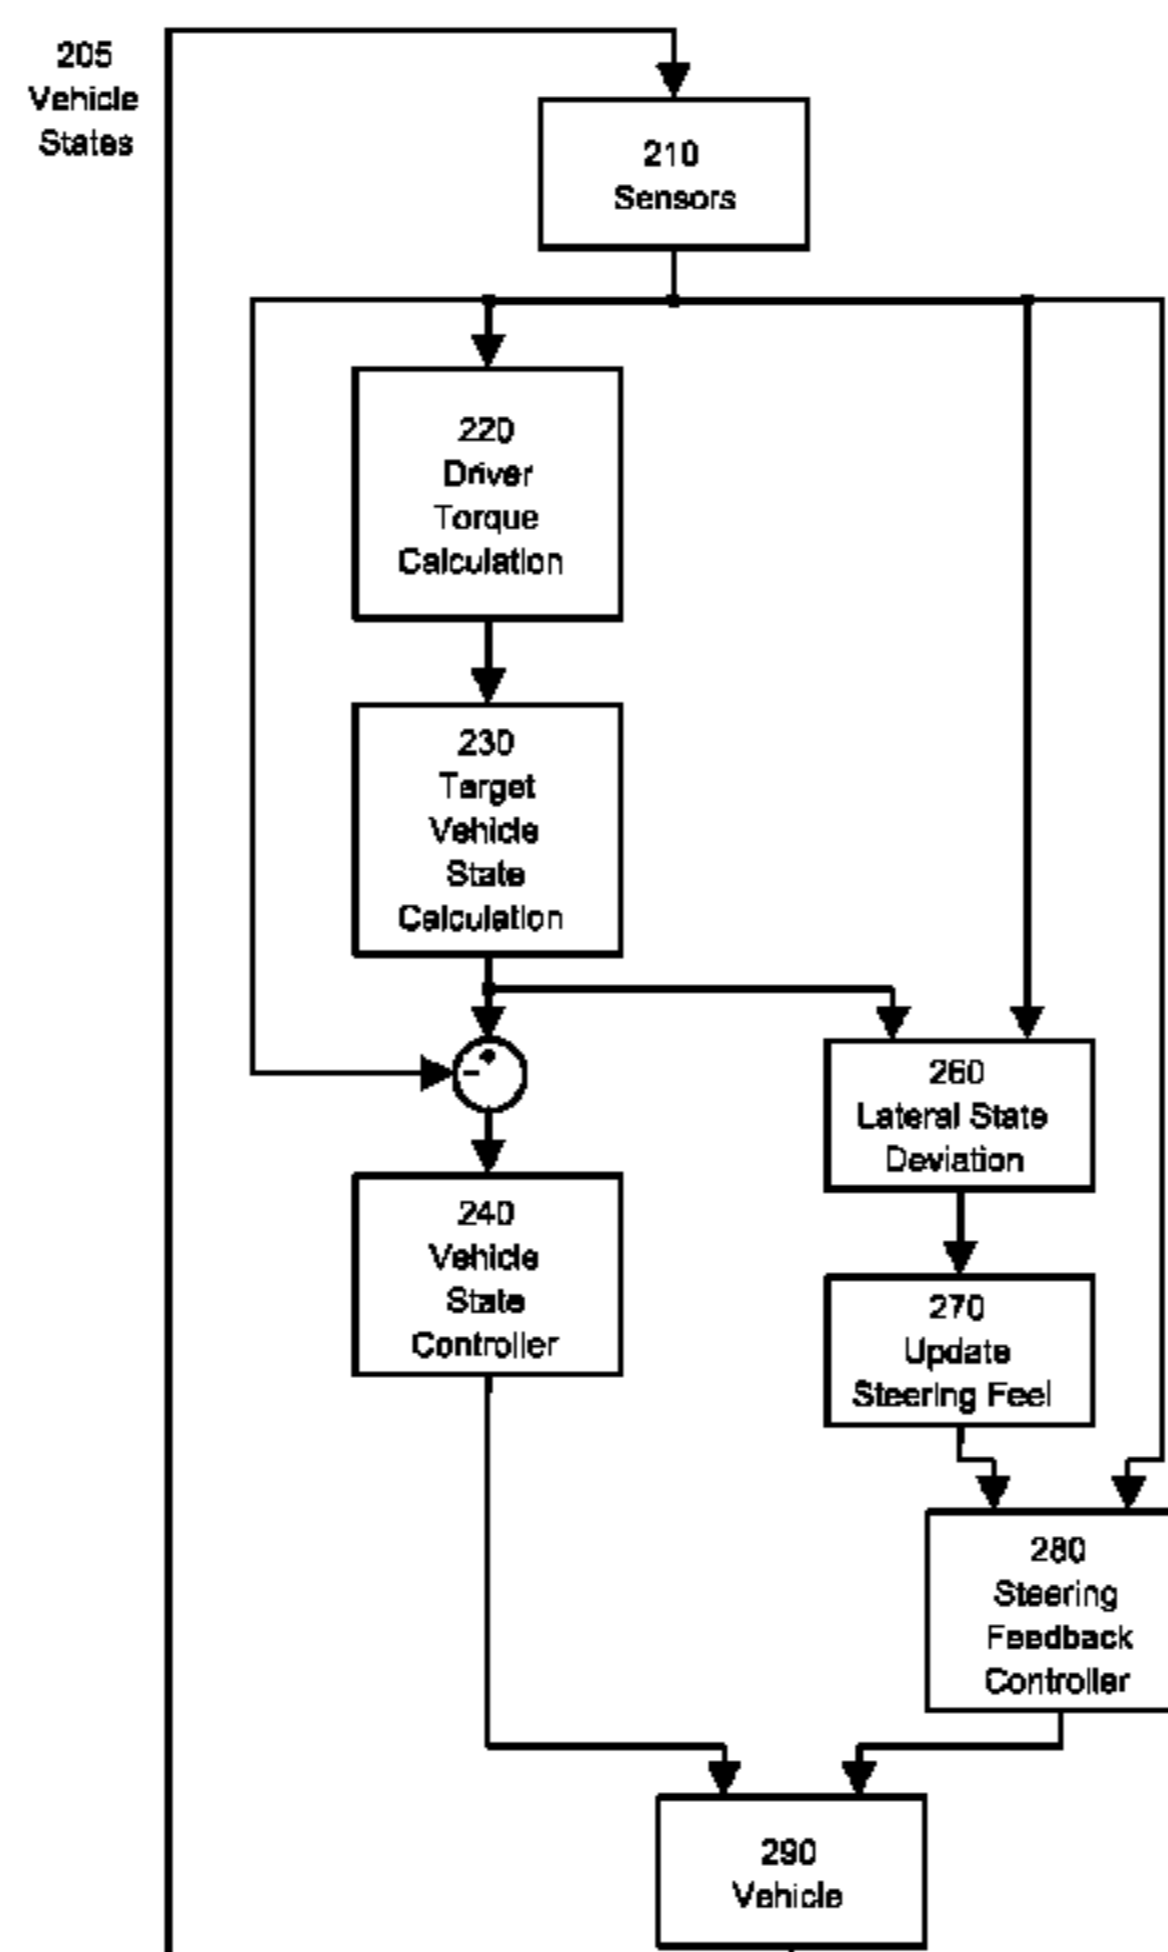 205
Vehicle
States
210
Sensors
220
Driver
Torque
Calculation
230
Target
Vehicle
State
Calculation
-
260
Lateral State
Deviation
240
Vehicle
State
Controller
270
Update
Steering Feel
280
Steering
Feedback
Controller
290
Vehicle